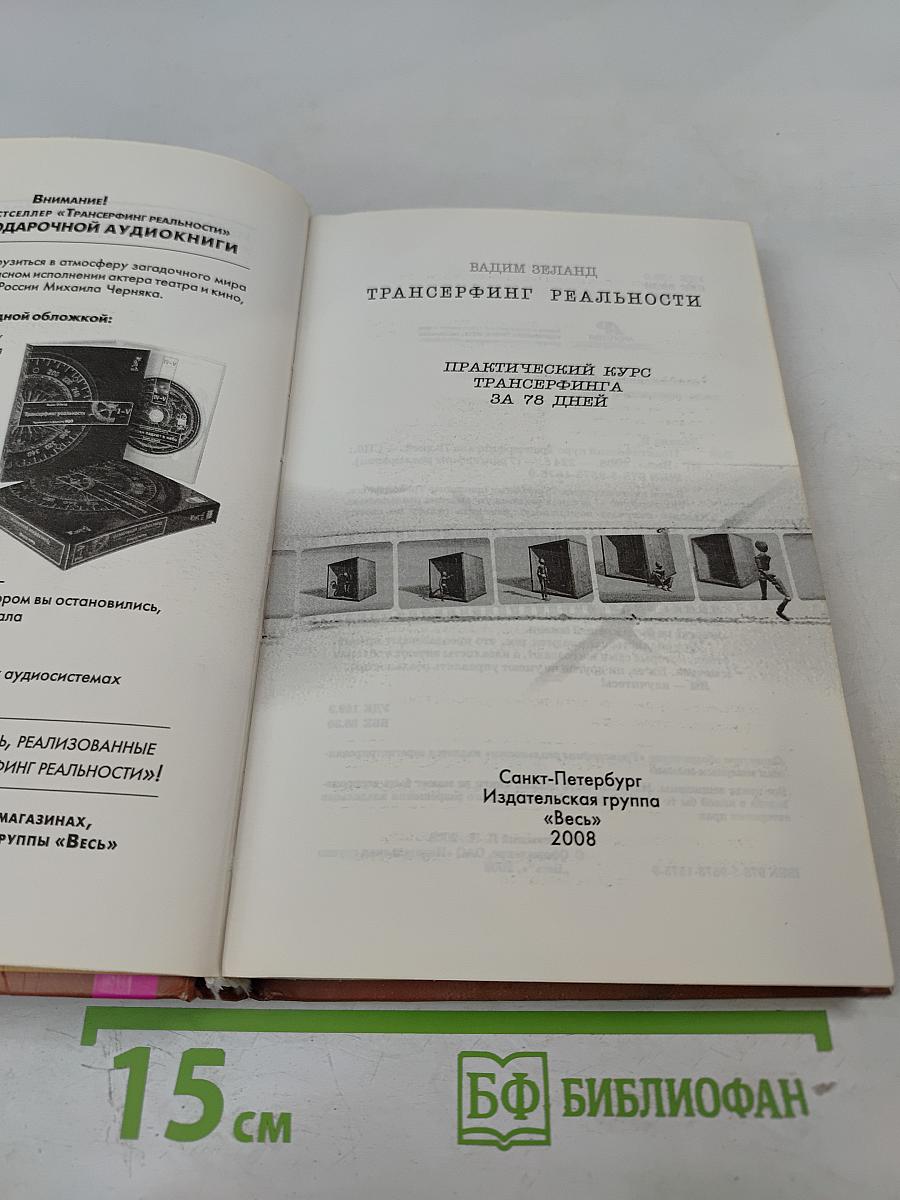 Внимание!
стселлер «Трансерфинг реальности»
одарочной аудиокниги
рузиться в атмосферу загадочного мира
сном исполнении актера театра и кино,
России Михаила Черняка.
дной обложкой:
I-V
ором вы остановились,
ала
х аудиосистемах
ь, РЕАЛИЗОВАННЫЕ
ФИНГ РЕАЛЬНОСТИ»!
МАГАЗИНАХ,
РУППЫ «ВЕСЬ»
ВАДИМ ЗЕЛАНД
ТРАНСЕРФИНГ РЕАЛЬНОСТИ
ПРАКТИЧЕСКИЙ КУРС
ТРАНСЕРФИНГА
ЗА 78 ДНЕЙ
Санкт-Петербург
Издательская группа
«Весь»
2008
15 см
БФ БИБЛИОФАН